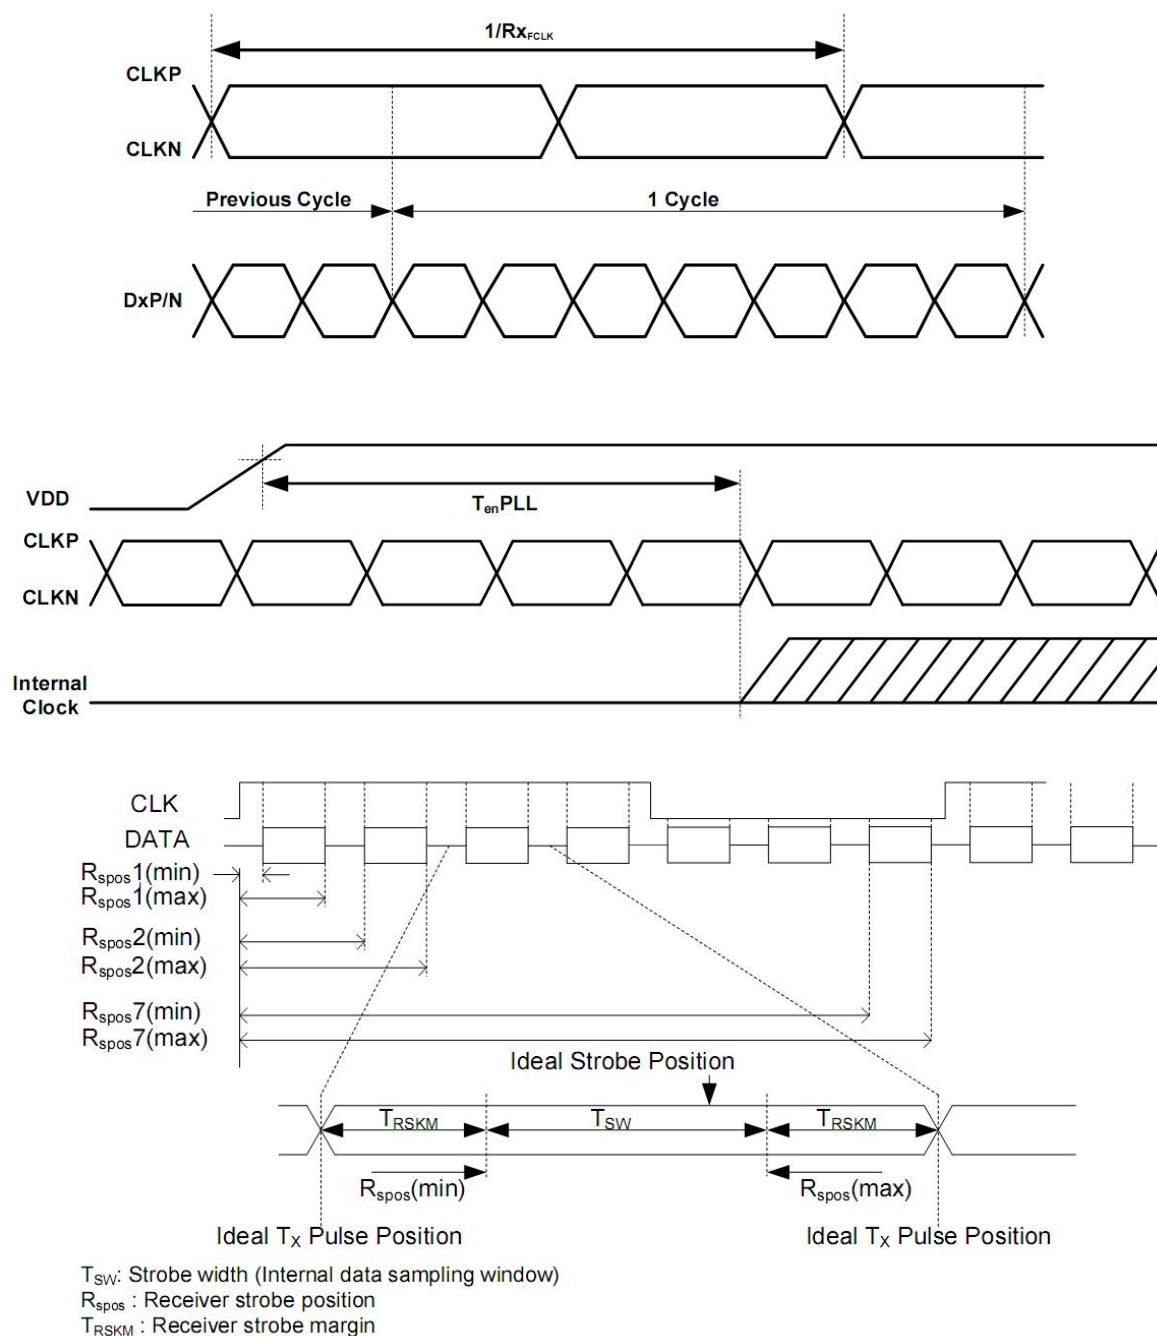 1/RxFCLK
CLKP
CLKN
Previous Cycle
1 Cycle
DxP/N
VDD
TenPLL
CLKP
CLKN
Internal
Clock
CLK
DATA
Rspos1(min)
Rspos1(max)
Rspos2(min)
Rspos2(max)
Rspos7(min)
Rspos7(max)
Ideal Strobe Position
TRSKM
TSW
TRSKM
Rspos(min)
Rspos(max)
Ideal TX Pulse Position
Ideal TX Pulse Position
TSW: Strobe width (Internal data sampling window)
Rspos : Receiver strobe position
TRSKM : Receiver strobe margin